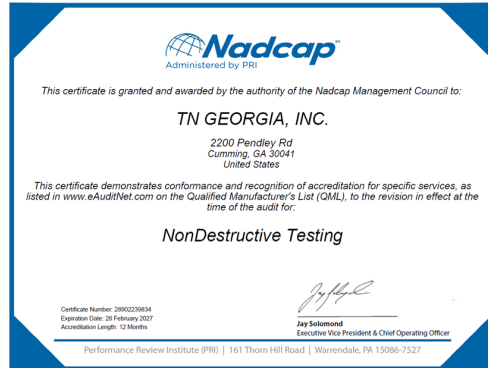 Nadcap
Administered by PRI
This certificate is granted and awarded by the authority of the Nadcap Management Council to:
TN GEORGIA, INC.
2200 Pendley Rd
Cumming, GA 30041
United States
This certificate demonstrates conformance and recognition of accreditation for specific services, as
listed in www.eAuditNet.com on the Qualified Manufacturer's List (QML), to the revision in effect at the
time of the audit for:
NonDestructive Testing
Certificate Number: 28902239834
Expiration Date: 28 February 2027
Accreditation Length: 12 Months
Jay Solomond
Executive Vice President & Chief Operating Officer
Performance Review Institute (PRI) | 161 Thorn Hill Road | Warrendale, PA 15086-7527